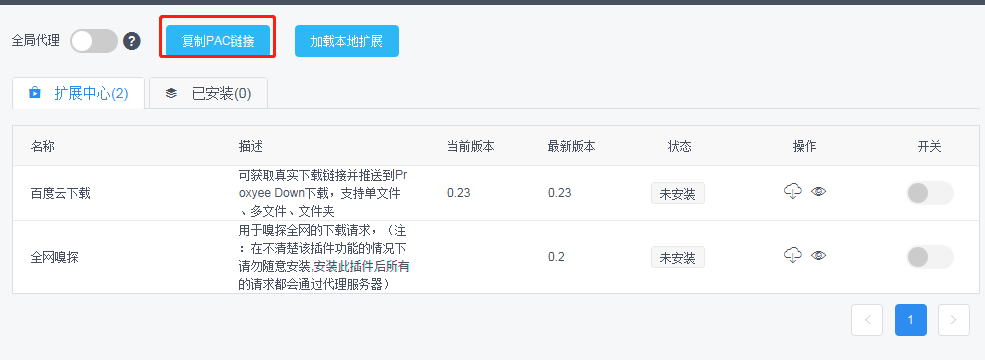 全局代理 ? 复制PAC链接 加载本地扩展
扩展中心(2) 已安装(0)
名称 描述 当前版本 最新版本 状态 操作 开关
可获取真实下载链接并推送到Pr
百度云下载 oxyee Down下载，支持单文件 0.23 0.23 未安装
、多文件、文件夹
用于嗅探全网的下载请求，（注
：在不清楚该插件功能的情况下
全网嗅探 0.2 未安装
请勿随意安装,安装此插件后所有
的请求都会通过代理服务器）
< 1 >